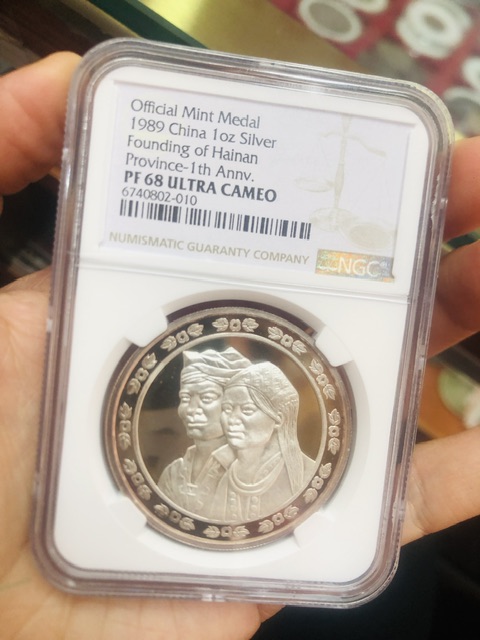 Official Mint Medal
1989 China 1oz Silver
Founding of Hainan
Province-1th Annv.
PF 68 ULTRA CAMEO
6740802-010
NUMISMATIC GUARANTY COMPANY
NGC